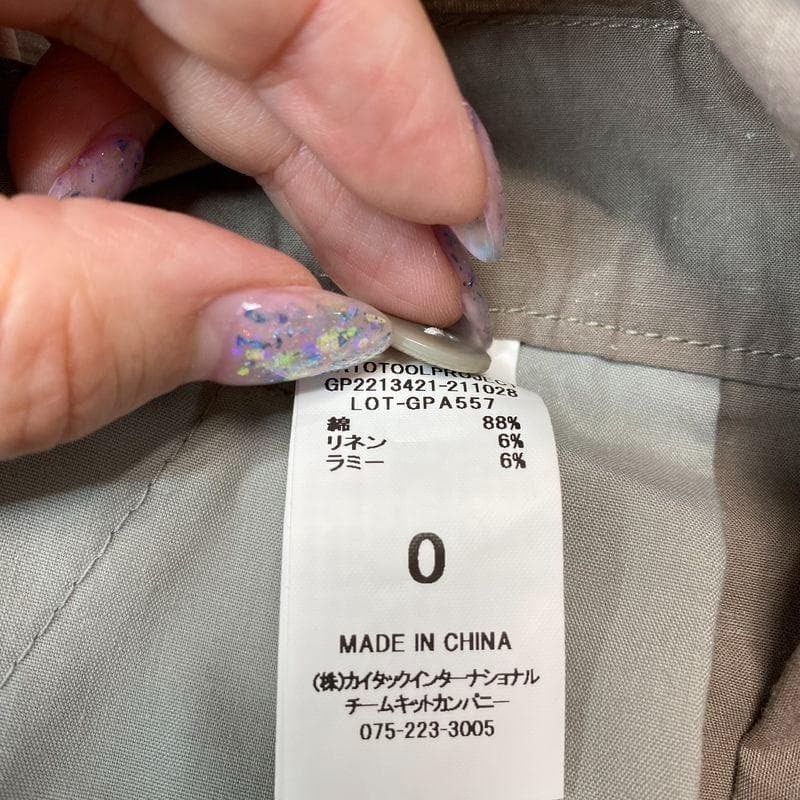 GP2213421-211028
LOT-GPA557
綿 88%
リネン 6%
ラミー 6%
0
MADE IN CHINA
(株)カイタックインターナショナル
チームキットカンパニー
075-223-3005